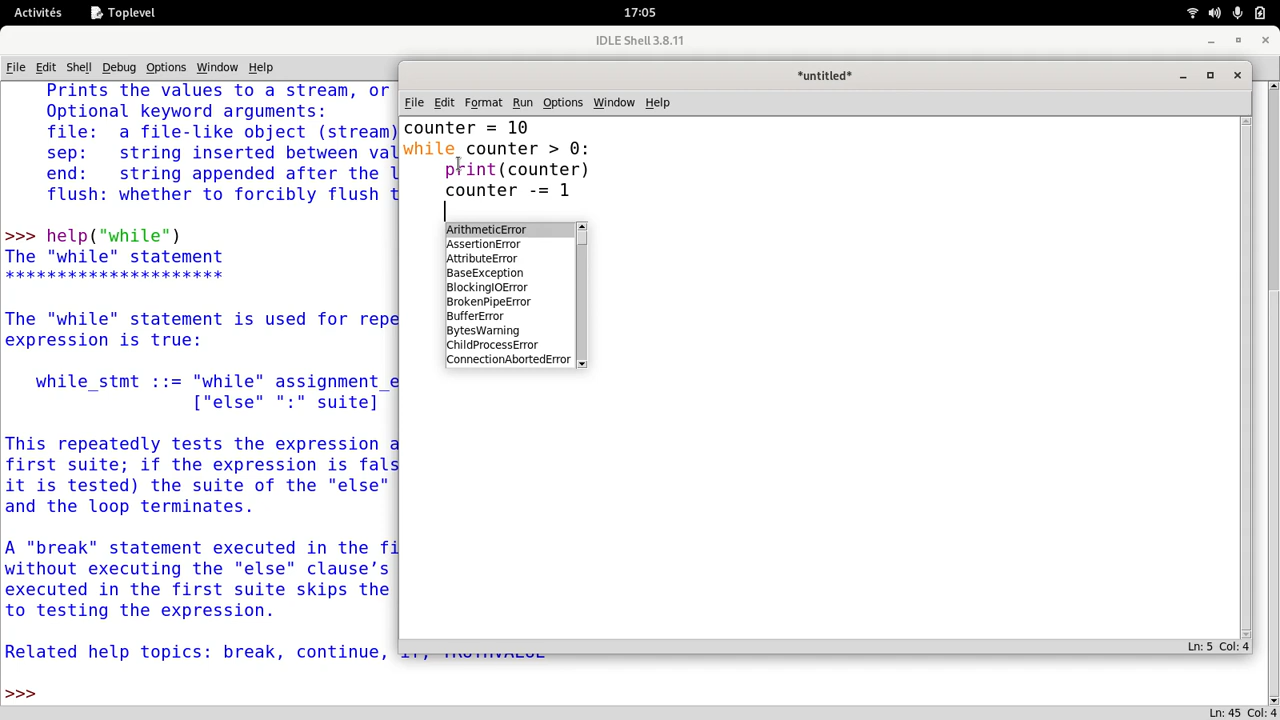 Activités Toplevel 17:05
IDLE Shell 3.8.11
File Edit Shell Debug Options Window Help
Prints the values to a stream, or
Optional keyword arguments:
file: a file-like object (stream)
sep: string inserted between
end: string appended after the
flush: whether to forcibly flush
>>> help("while")
The "while" statement
*********************
The "while" statement is used for
expression is true:
while_stmt ::= "while"
["else" ":" suite]
This repeatedly tests the expression
first suite; if the expression is
it is tested) the suite of the "else"
and the loop terminates.
A "break" statement executed in the
without executing the "else" clause’s
executed in the first suite skips the
to testing the expression.
Related help topics: break, continue, if, TRUTHVALUE
>>>
Ln: 45 Col: 4
*untitled*
File Edit Format Run Options Window Help
counter = 10
while counter > 0:
print(counter)
counter -= 1
ArithmeticError
AssertionError
AttributeError
BaseException
BlockingIOError
BrokenPipeError
BufferError
BytesWarning
ChildProcessError
ConnectionAbortedError
Ln: 5 Col: 4